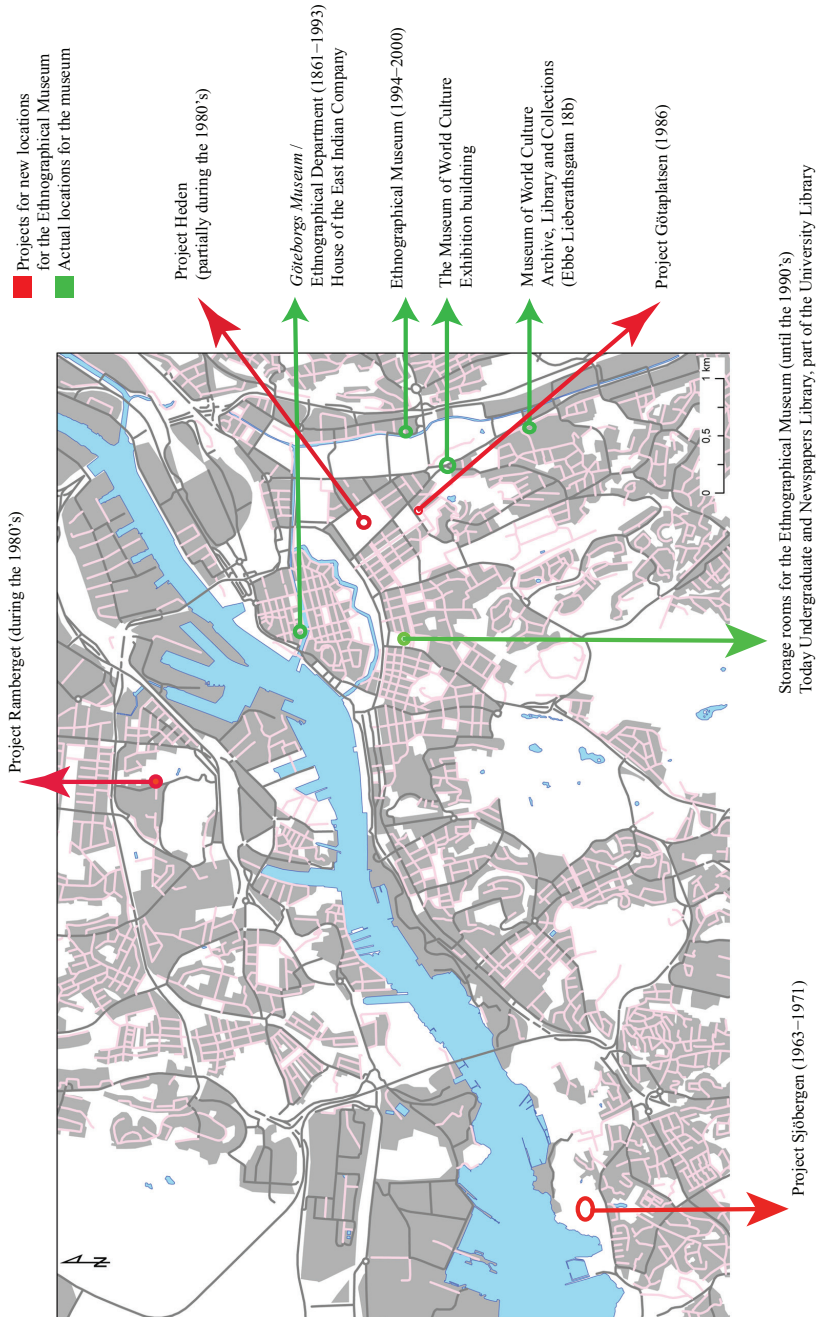 Projects for new locations
for the Ethnographical Museum
Actual locations for the museum
Project Ramberget (during the 1980’s)
Project Heden
(partially during the 1980’s)
Göteborgs Museum /
Ethnographical Department (1861–1993)
House of the East Indian Company
Ethnographical Museum (1994–2000)
The Museum of World Culture
Exhibition buildning
Museum of World Culture
Archive, Library and Collections
(Ebbe Lieberathsgatan 18b)
Project Götaplatsen (1986)
Storage rooms for the Ethnographical Museum (until the 1990’s)
Today Undergraduate and Newspapers Library, part of the University Library
Project Sjöbergen (1963–1971)
N
0 0,5 1 km